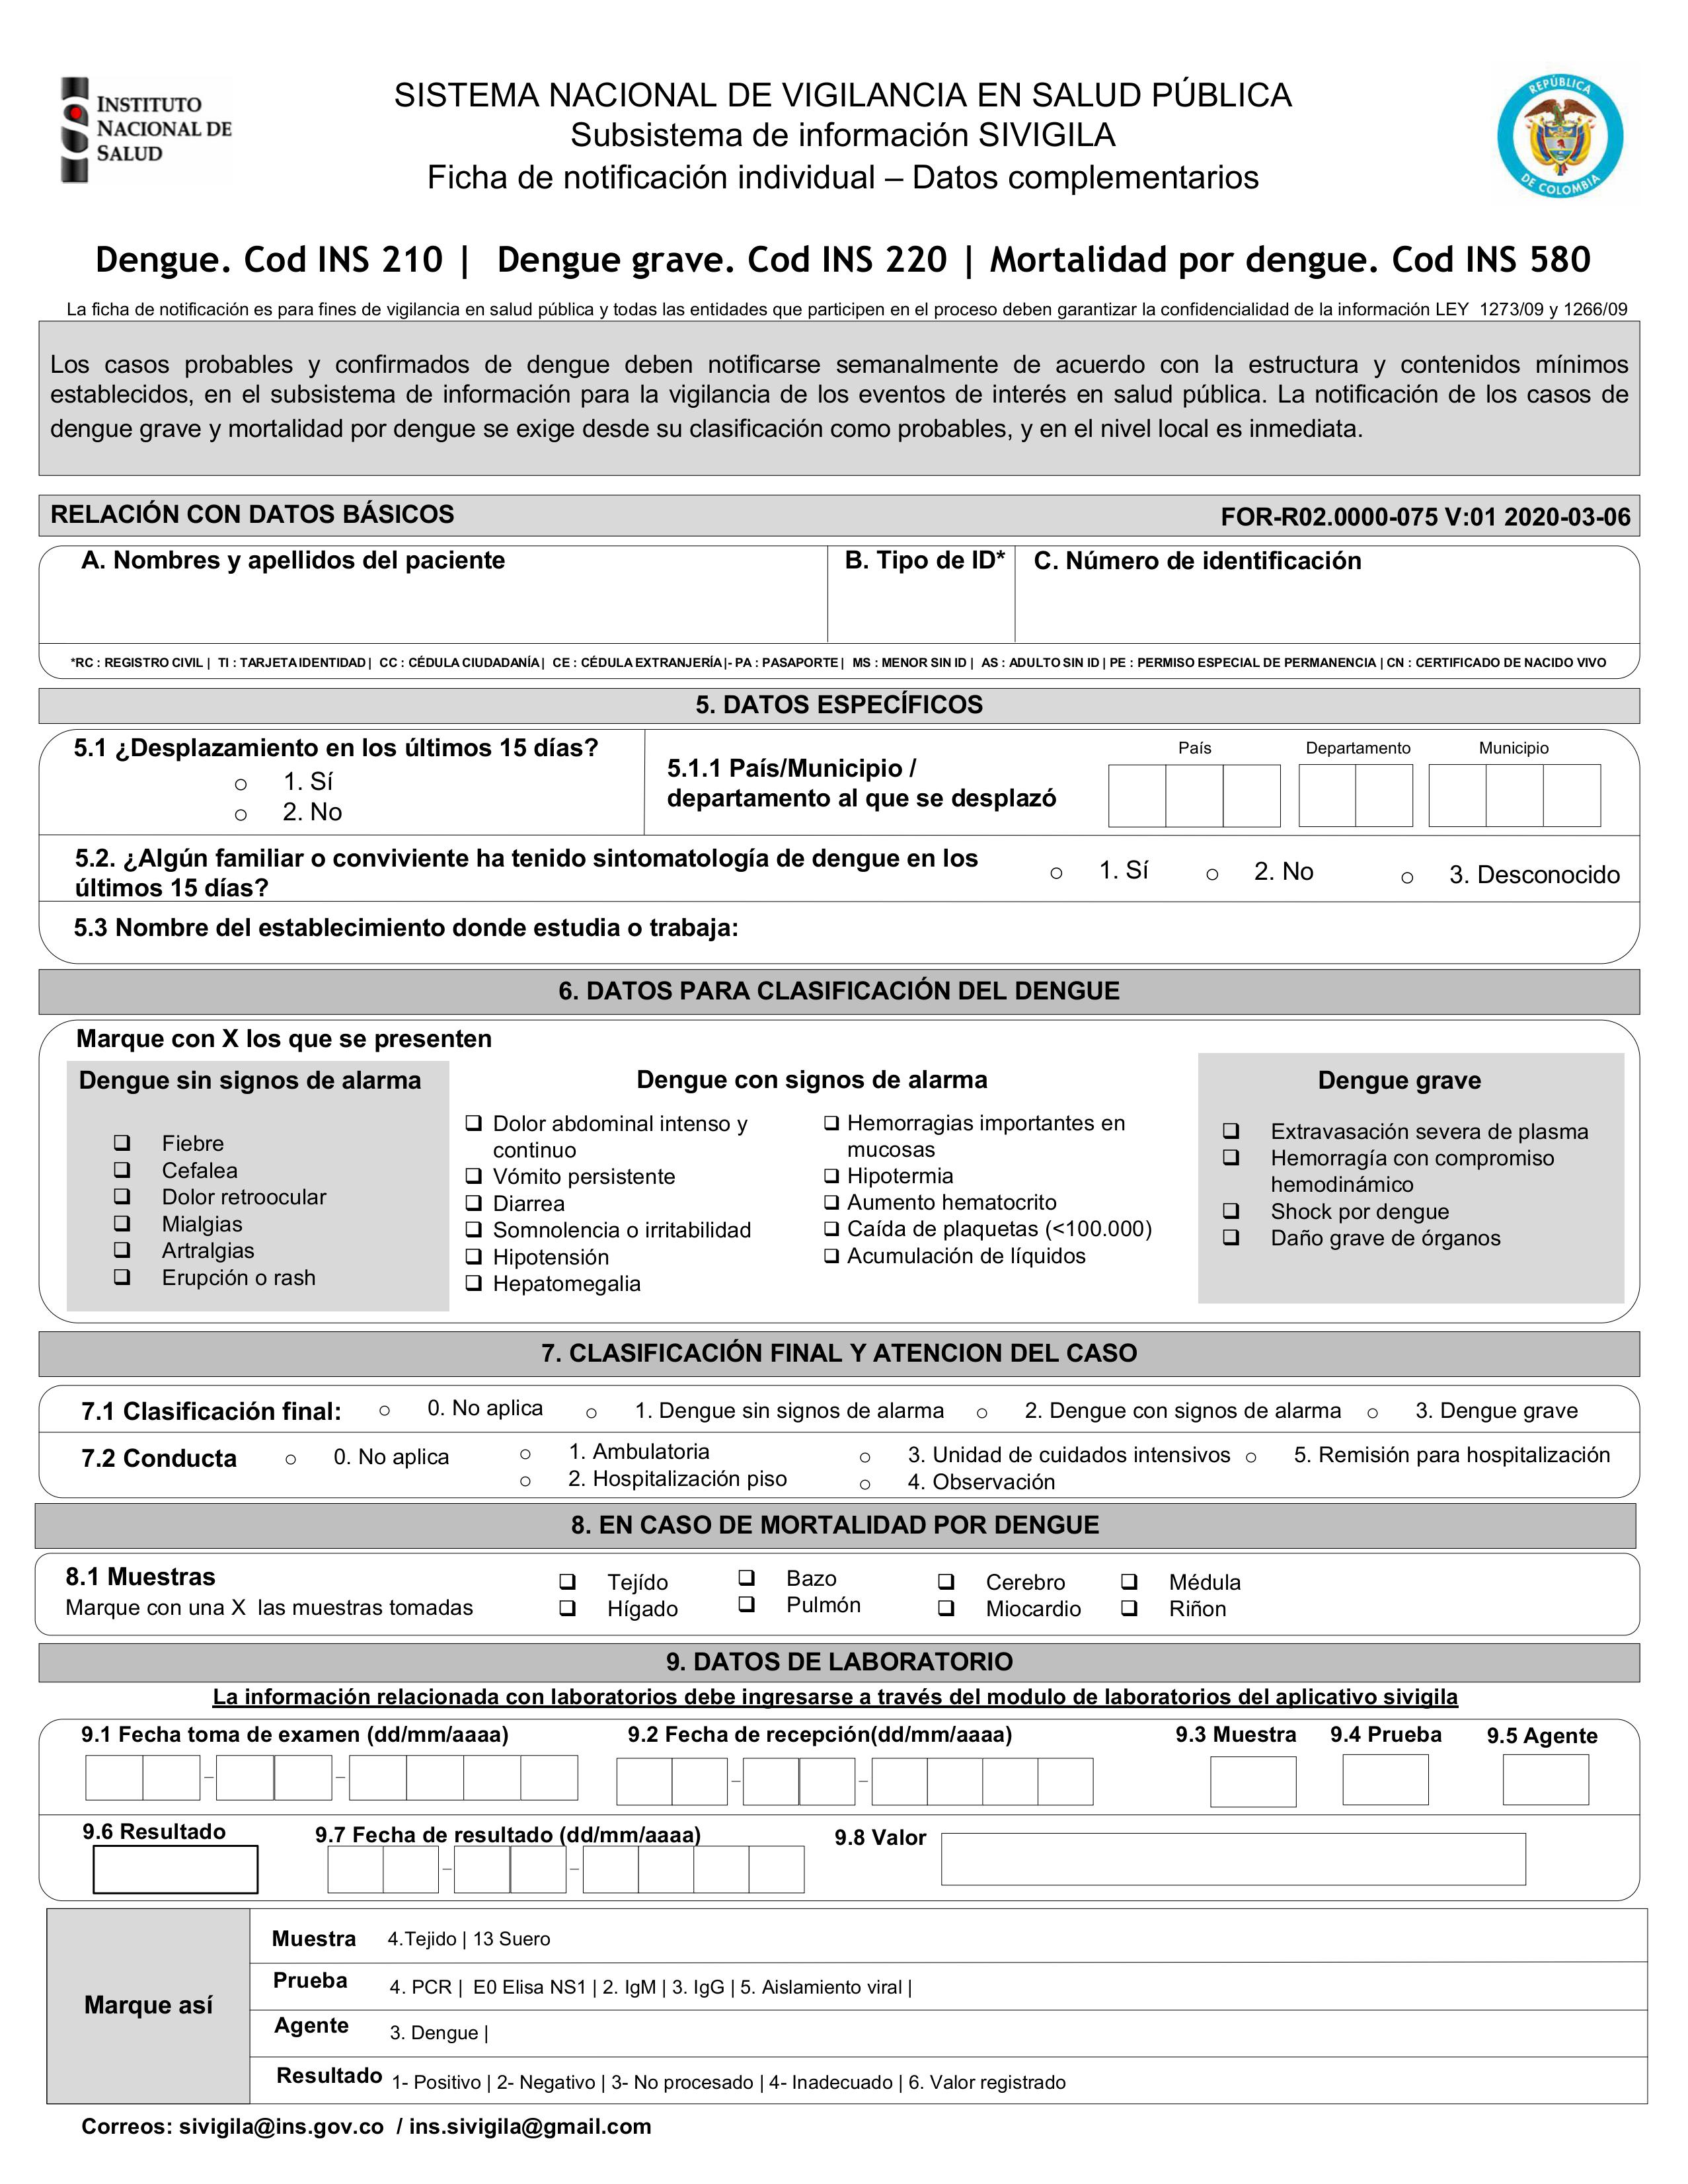 INSTITUTO
NACIONAL DE
SALUD
SISTEMA NACIONAL DE VIGILANCIA EN SALUD PÚBLICA
Subsistema de información SIVIGILA
Ficha de notificación individual – Datos complementarios
REPÚBLICA
DE COLOMBIA
Dengue. Cod INS 210 | Dengue grave. Cod INS 220 | Mortalidad por dengue. Cod INS 580
La ficha de notificación es para fines de vigilancia en salud pública y todas las entidades que participen en el proceso deben garantizar la confidencialidad de la información LEY 1273/09 y 1266/09
Los casos probables y confirmados de dengue deben notificarse semanalmente de acuerdo con la estructura y contenidos mínimos
establecidos, en el subsistema de información para la vigilancia de los eventos de interés en salud pública. La notificación de los casos de
dengue grave y mortalidad por dengue se exige desde su clasificación como probables, y en el nivel local es inmediata.
RELACIÓN CON DATOS BÁSICOS FOR-R02.0000-075 V:01 2020-03-06
A. Nombres y apellidos del paciente B. Tipo de ID* C. Número de identificación
*RC : REGISTRO CIVIL | TI : TARJETA IDENTIDAD | CC : CÉDULA CIUDADANÍA | CE : CÉDULA EXTRANJERÍA |- PA : PASAPORTE | MS : MENOR SIN ID | AS : ADULTO SIN ID | PE : PERMISO ESPECIAL DE PERMANENCIA | CN : CERTIFICADO DE NACIDO VIVO
5. DATOS ESPECÍFICOS
5.1 ¿Desplazamiento en los últimos 15 días?
1. Sí
2. No
5.1.1 País/Municipio /
departamento al que se desplazó
País Departamento Municipio
5.2. ¿Algún familiar o conviviente ha tenido sintomatología de dengue en los
últimos 15 días?
1. Sí 2. No 3. Desconocido
5.3 Nombre del establecimiento donde estudia o trabaja:
6. DATOS PARA CLASIFICACIÓN DEL DENGUE
Marque con X los que se presenten
Dengue sin signos de alarma
Fiebre
Cefalea
Dolor retroocular
Mialgias
Artralgias
Erupción o rash
Dengue con signos de alarma
Dolor abdominal intenso y
continuo
Vómito persistente
Diarrea
Somnolencia o irritabilidad
Hipotensión
Hepatomegalia
Hemorragias importantes en
mucosas
Hipotermia
Aumento hematocrito
Caída de plaquetas (<100.000)
Acumulación de líquidos
Dengue grave
Extravasación severa de plasma
Hemorragía con compromiso
hemodinámico
Shock por dengue
Daño grave de órganos
7. CLASIFICACIÓN FINAL Y ATENCION DEL CASO
7.1 Clasificación final: 0. No aplica 1. Dengue sin signos de alarma 2. Dengue con signos de alarma 3. Dengue grave
7.2 Conducta 0. No aplica 1. Ambulatoria 3. Unidad de cuidados intensivos 5. Remisión para hospitalización
2. Hospitalización piso 4. Observación
8. EN CASO DE MORTALIDAD POR DENGUE
8.1 Muestras
Marque con una X las muestras tomadas
Tejído Bazo Cerebro Médula
Hígado Pulmón Miocardio Riñon
9. DATOS DE LABORATORIO
La información relacionada con laboratorios debe ingresarse a través del modulo de laboratorios del aplicativo sivigila
9.1 Fecha toma de examen (dd/mm/aaaa) 9.2 Fecha de recepción(dd/mm/aaaa) 9.3 Muestra 9.4 Prueba 9.5 Agente
9.6 Resultado 9.7 Fecha de resultado (dd/mm/aaaa) 9.8 Valor
Marque así
Muestra 4.Tejido | 13 Suero
Prueba 4. PCR | E0 Elisa NS1 | 2. IgM | 3. IgG | 5. Aislamiento viral |
Agente 3. Dengue |
Resultado 1- Positivo | 2- Negativo | 3- No procesado | 4- Inadecuado | 6. Valor registrado
Correos: sivigila@ins.gov.co / ins.sivigila@gmail.com